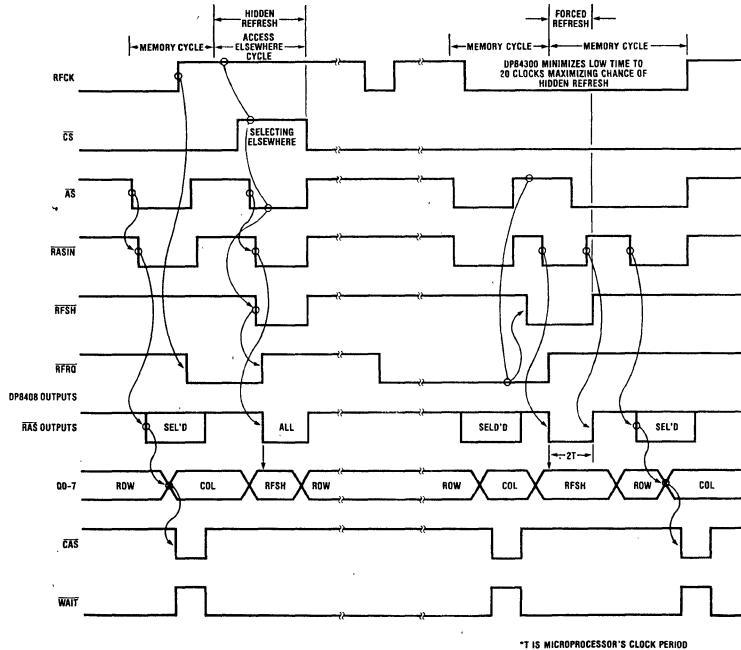 HIDDEN
REFRESH
FORCED
REFRESH
MEMORY CYCLE
ACCESS
ELSEWHERE
CYCLE
MEMORY CYCLE
MEMORY CYCLE
RFCK
DP84300 MINIMIZES LOW TIME TO
20 CLOCKS MAXIMIZING CHANCE OF
HIDDEN REFRESH
CS
SELECTING
ELSEWHERE
AS
RASIN
RFSH
RFRQ
DP8408 OUTPUTS
RAS OUTPUTS
SEL'D
ALL
SELD'D
SEL'D
2T
Q0-7
ROW
COL
RFSH
ROW
ROW
COL
RFSH
ROW
COL
CAS
WAIT
*T IS MICROPROCESSOR'S CLOCK PERIOD